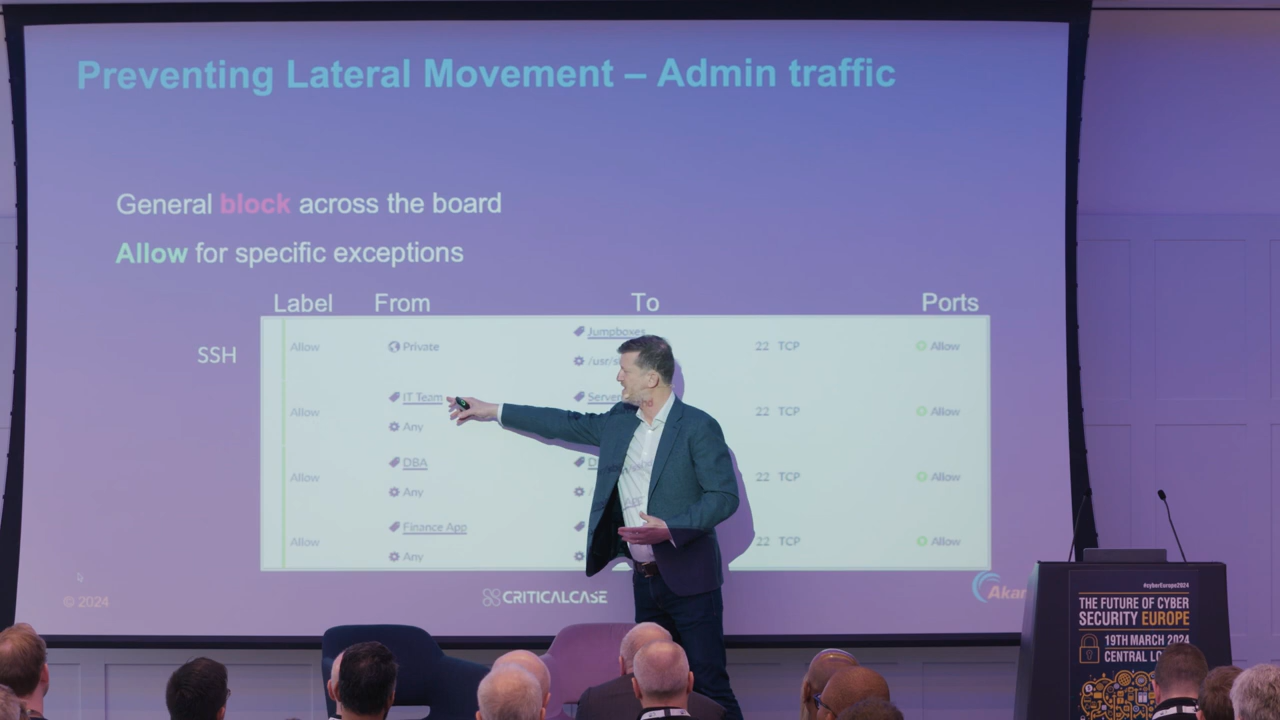 Preventing Lateral Movement – Admin traffic
General block across the board
Allow for specific exceptions
Label From To Ports
SSH
Allow Private Jumpboxes 22 TCP Allow
Allow IT Team 22 TCP Allow
Any
Allow DBA 22 TCP Allow
Any
Allow Finance App 22 TCP Allow
Any
© 2024
CRITICALCASE
#cyberEurope2024
THE FUTURE OF CYBER
SECURITY EUROPE
19TH MARCH 2024
CENTRAL